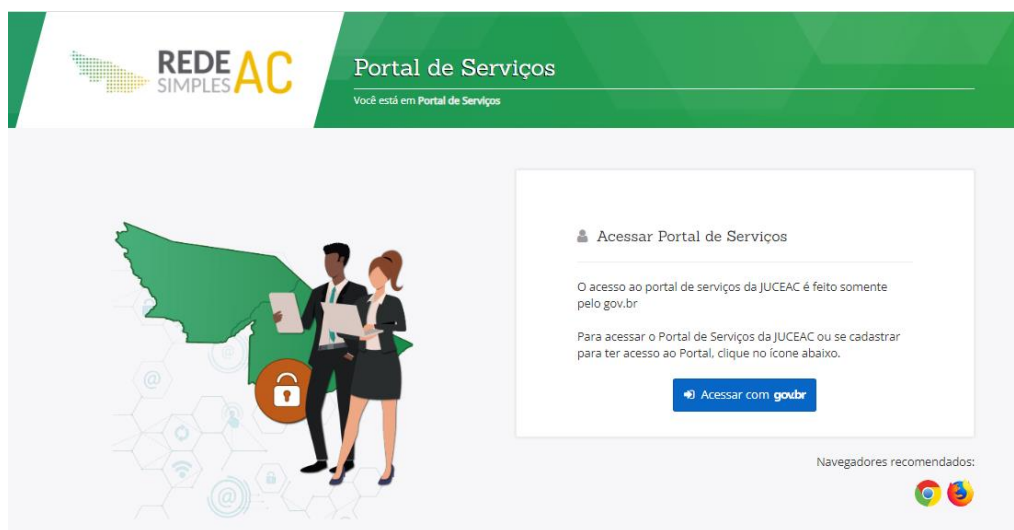 REDE AC
SIMPLES
Portal de Serviços
Você está em Portal de Serviços
Acessar Portal de Serviços
O acesso ao portal de serviços da JUCEAC é feito somente
pelo gov.br
Para acessar o Portal de Serviços da JUCEAC ou se cadastrar
para ter acesso ao Portal, clique no ícone abaixo.
Acessar com gov.br
Navegadores recomendados: